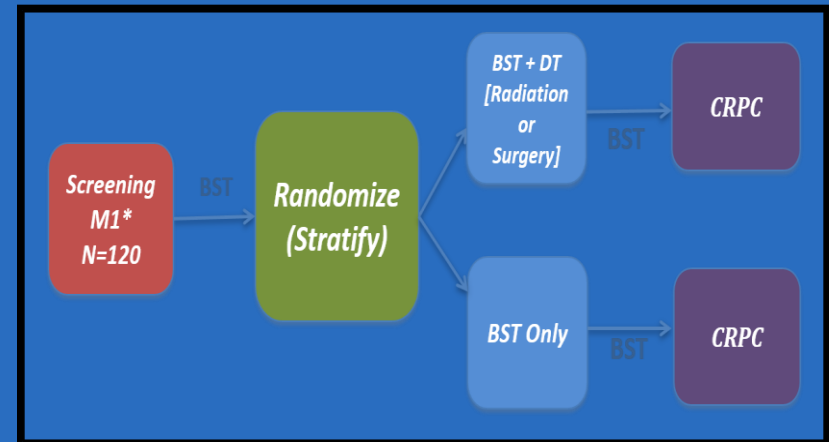 Screening
M1*
N=120
BST
Randomize
(Stratify)
BST + DT
[Radiation
or
Surgery]
BST
CRPC
BST Only
BST
CRPC